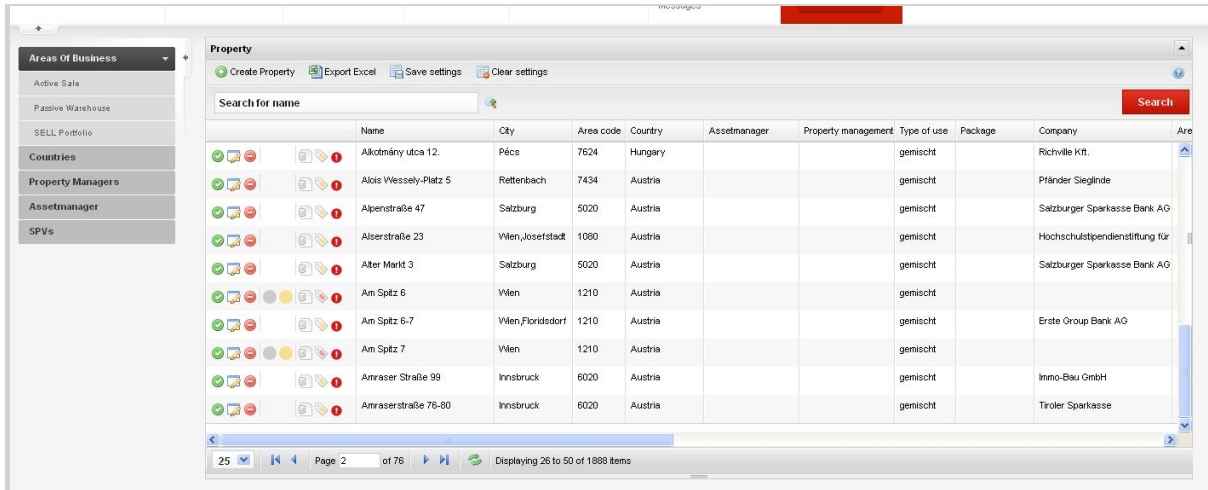 messages
Areas Of Business
Active Sale
Passive Warehouse
SELL Portfolio
Countries
Property Managers
Assetmanager
SPVs
Property
Create Property Export Excel Save settings Clear settings
Search for name Search
Name City Area code Country Assetmanager Property management Type of use Package Company Are
Alkotmány utca 12. Pécs 7624 Hungary gemischt Richville Kft.
Alois Wessely-Platz 5 Rettenbach 7434 Austria gemischt Pfänder Sieglinde
Alpenstraße 47 Salzburg 5020 Austria gemischt Salzburger Sparkasse Bank AG
Alserstraße 23 Wien,Josefstadt 1080 Austria gemischt Hochschulstipendienstiftung für
Alter Markt 3 Salzburg 5020 Austria gemischt Salzburger Sparkasse Bank AG
Am Spitz 6 Wien 1210 Austria gemischt
Am Spitz 6-7 Wien,Floridsdorf 1210 Austria gemischt Erste Group Bank AG
Am Spitz 7 Wien 1210 Austria gemischt
Amraser Straße 99 Innsbruck 6020 Austria gemischt Immo-Bau GmbH
Amraserstraße 76-80 Innsbruck 6020 Austria gemischt Tiroler Sparkasse
25 Page 2 of 76 Displaying 26 to 50 of 1888 items